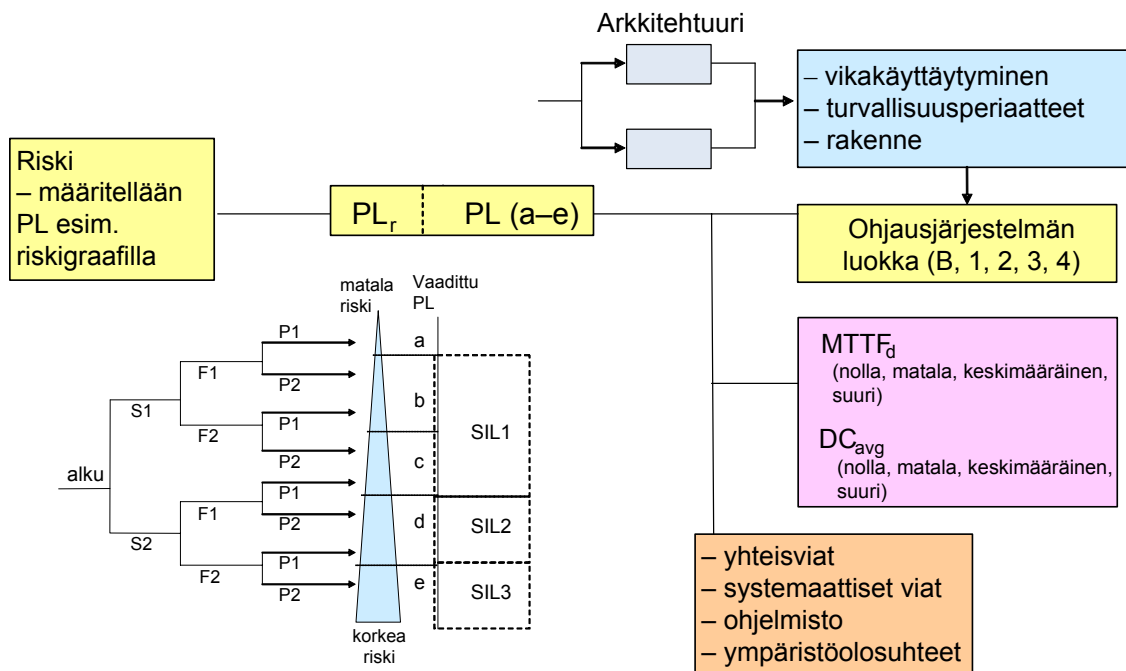 Arkkitehtuuri
– vikakäyttäytyminen
– turvallisuusperiaatteet
– rakenne
Riski
– määritellään
PL esim.
riskigraafilla
PLr
PL (a–e)
Ohjausjärjestelmän
luokka (B, 1, 2, 3, 4)
MTTFd
(nolla, matala, keskimääräinen,
suuri)
DCavg
(nolla, matala, keskimääräinen,
suuri)
– yhteisviat
– systemaattiset viat
– ohjelmisto
– ympäristöolosuhteet
matala
riski
Vaadittu
PL
alku
S1
S2
F1
F2
F1
F2
P1
P2
P1
P2
P1
P2
P1
P2
a
b
c
d
e
SIL1
SIL2
SIL3
korkea
riski